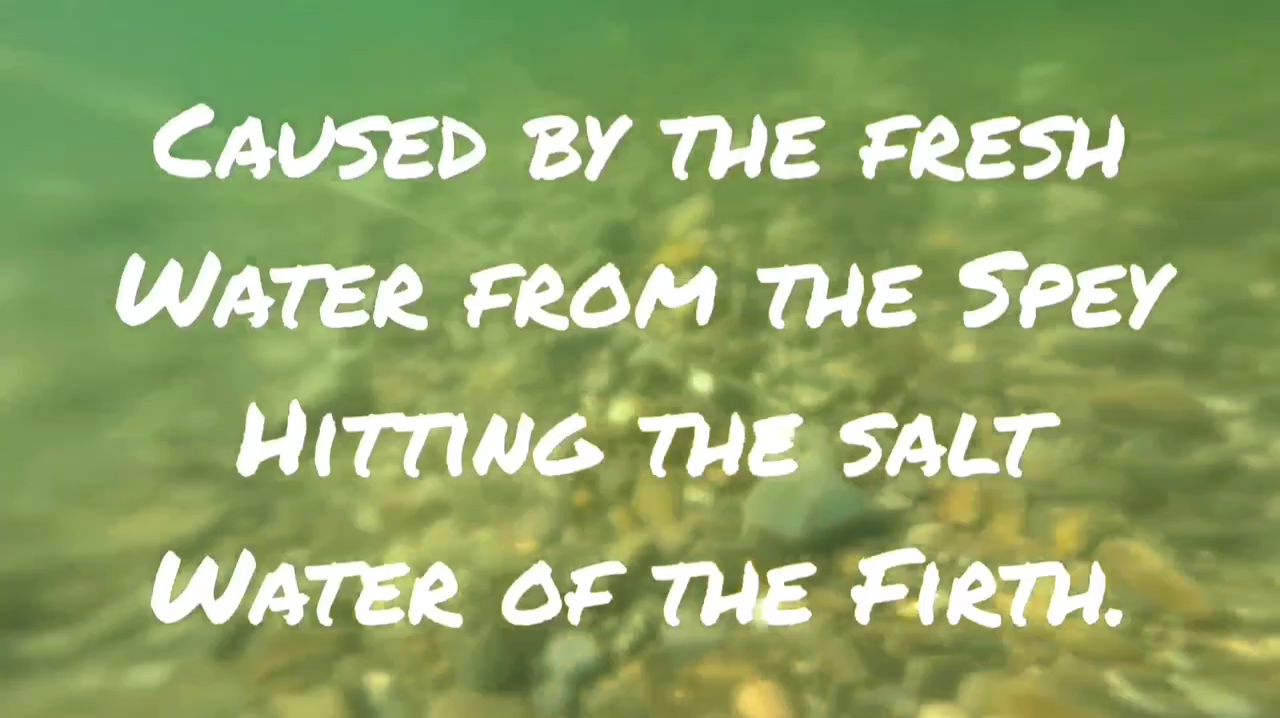 Caused by the fresh
Water from the Spey
Hitting the salt
Water of the Firth.